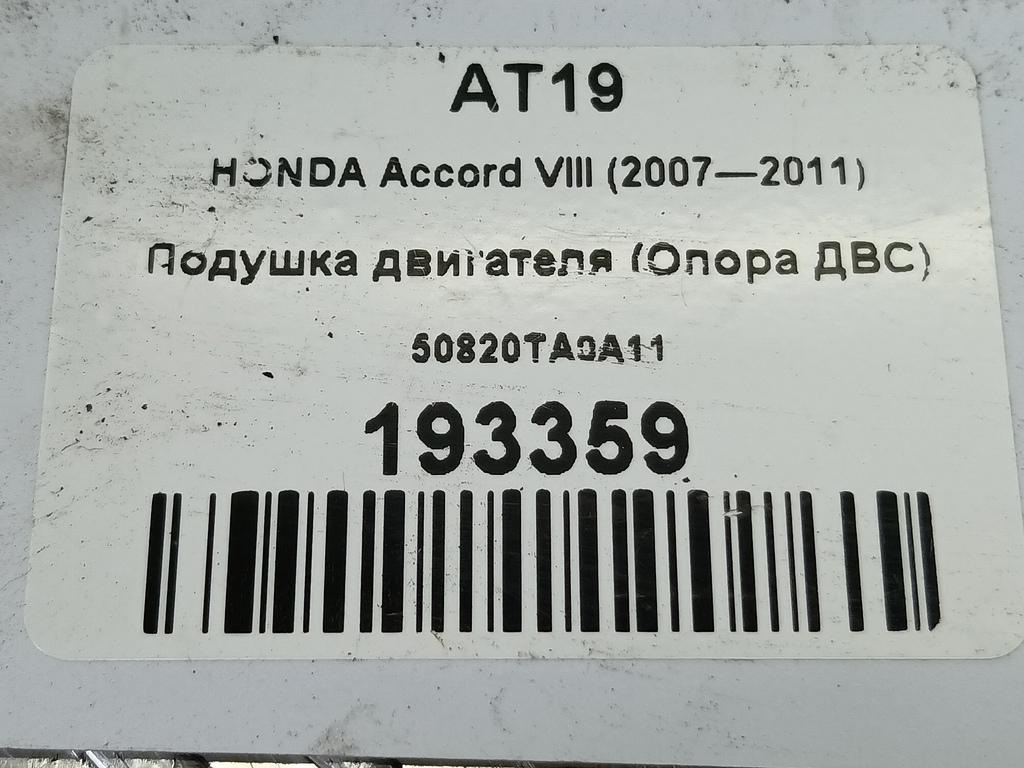 AT19
HONDA Accord VIII (2007—2011)
Подушка двигателя (Опора ДВС)
50820TA0A11
193359